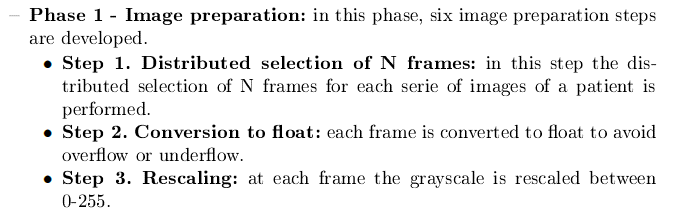 – Phase 1 - Image preparation: in this phase, six image preparation steps
are developed.
• Step 1. Distributed selection of N frames: in this step the dis-
tributed selection of N frames for each serie of images of a patient is
performed.
• Step 2. Conversion to float: each frame is converted to float to avoid
overflow or underflow.
• Step 3. Rescaling: at each frame the grayscale is rescaled between
0-255.